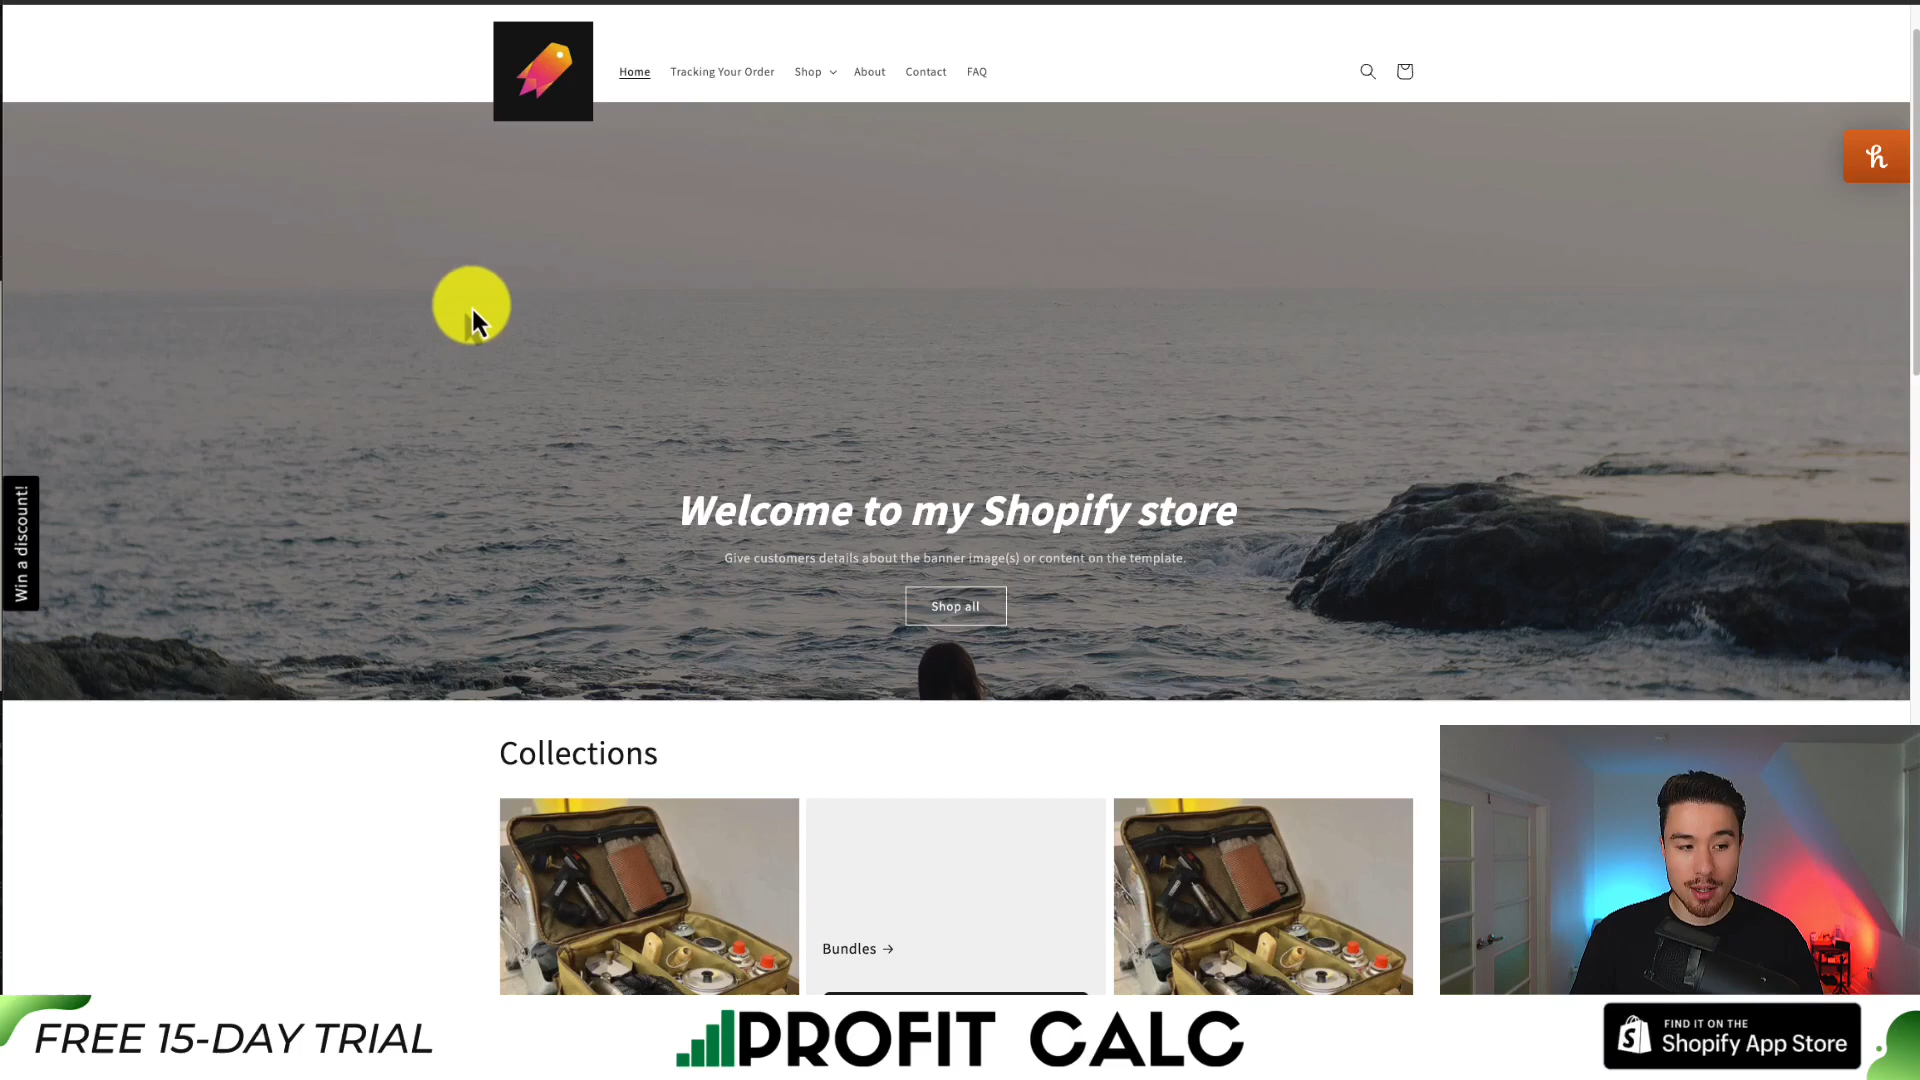 Home Tracking Your Order Shop About Contact FAQ
Win a discount!
Welcome to my Shopify store
Give customers details about the banner image(s) or content on the template.
Shop all
Collections
Bundles →
FREE 15-DAY TRIAL
PROFIT CALC
FIND IT ON THE
Shopify App Store